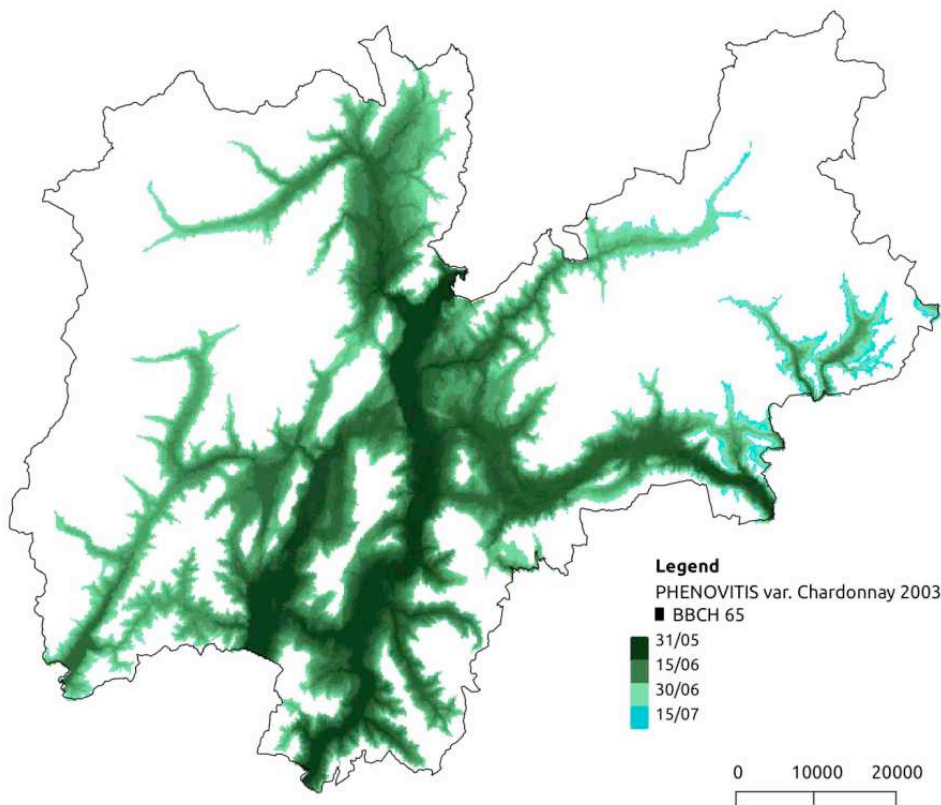 Legend
PHENOVITIS var. Chardonnay 2003
BBCH 65
31/05
15/06
30/06
15/07
0 10000 20000